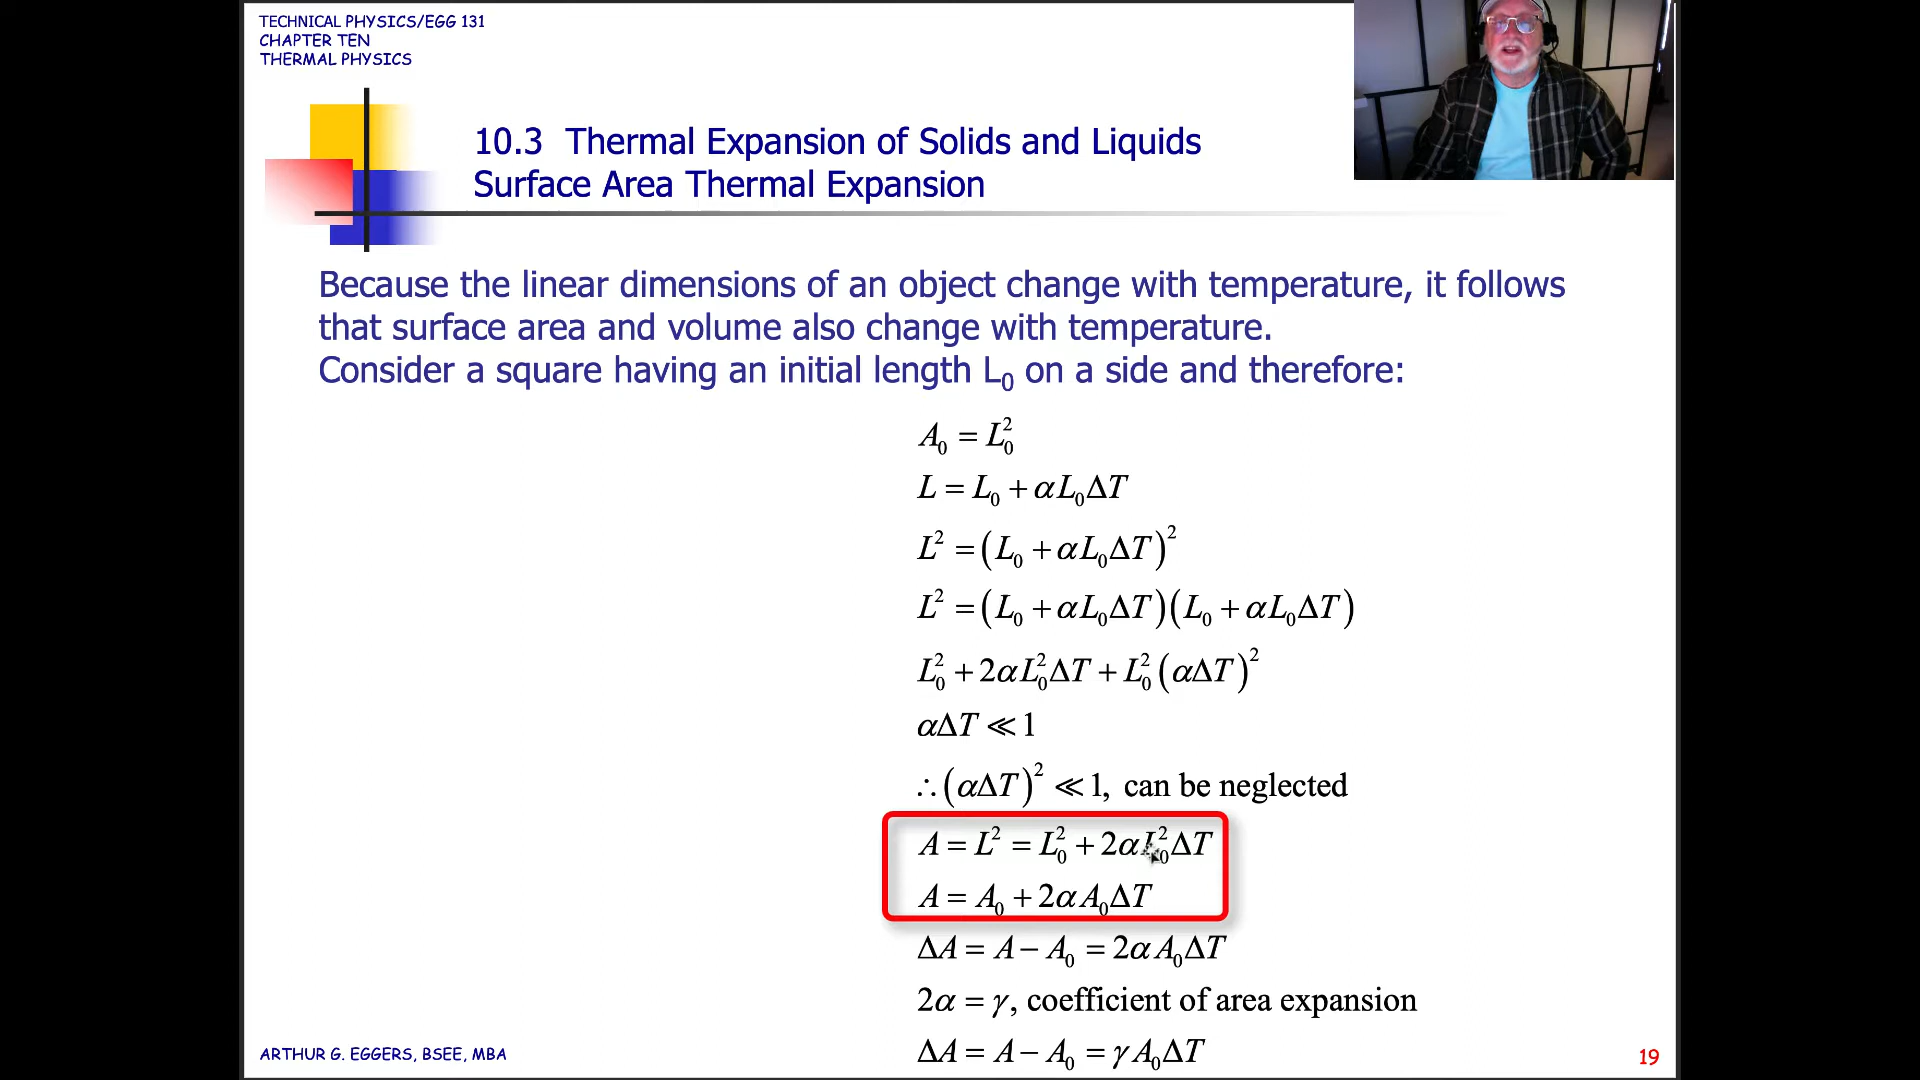 TECHNICAL PHYSICS/EGG 131
CHAPTER TEN
THERMAL PHYSICS
10.3 Thermal Expansion of Solids and Liquids
Surface Area Thermal Expansion
Because the linear dimensions of an object change with temperature, it follows
that surface area and volume also change with temperature.
Consider a square having an initial length L₀ on a side and therefore:
A₀ = L₀²
L = L₀ + αL₀ΔT
L² = (L₀ + αL₀ΔT)²
L² = (L₀ + αL₀ΔT)(L₀ + αL₀ΔT)
L₀² + 2αL₀²ΔT + L₀²(αΔT)²
αΔT ≪ 1
∴ (αΔT)² ≪ 1, can be neglected
A = L² = L₀² + 2αL₀²ΔT
A = A₀ + 2αA₀ΔT
ΔA = A − A₀ = 2αA₀ΔT
2α = γ, coefficient of area expansion
ΔA = A − A₀ = γA₀ΔT
ARTHUR G. EGGERS, BSEE, MBA
19